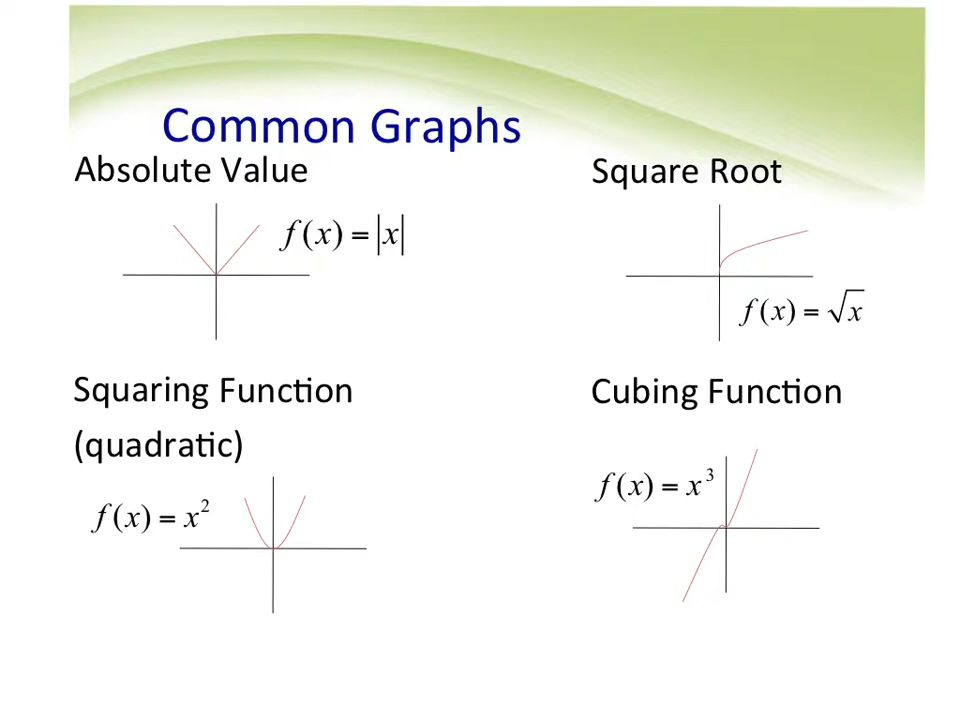 Common Graphs
Absolute Value
f(x) = |x|
Square Root
f(x) = √x
Squaring Function
(quadratic)
f(x) = x²
Cubing Function
f(x) = x³